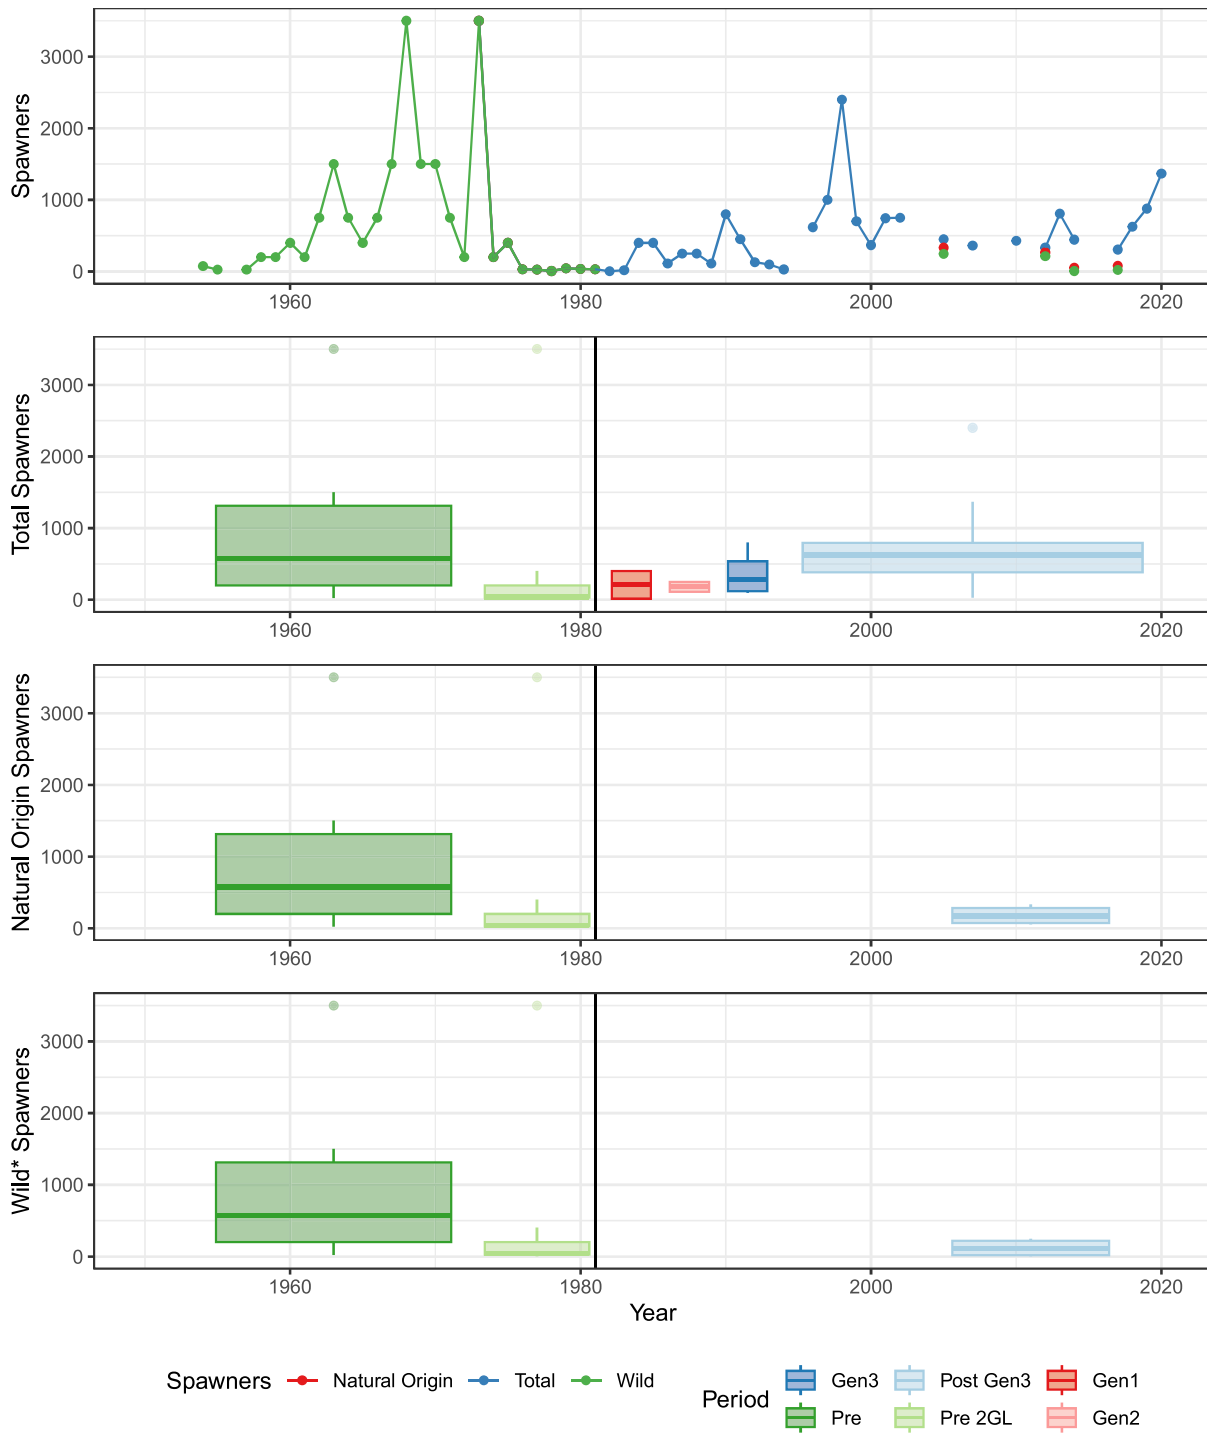 Spawners
3000
2000
1000
0
1960 1980 2000 2020
Total Spawners
3000
2000
1000
0
1960 1980 2000 2020
Natural Origin Spawners
3000
2000
1000
0
1960 1980 2000 2020
Wild* Spawners
3000
2000
1000
0
1960 1980 2000 2020
Year
Spawners Natural Origin Total Wild
Period
Gen3 Post Gen3 Gen1
Pre Pre 2GL Gen2